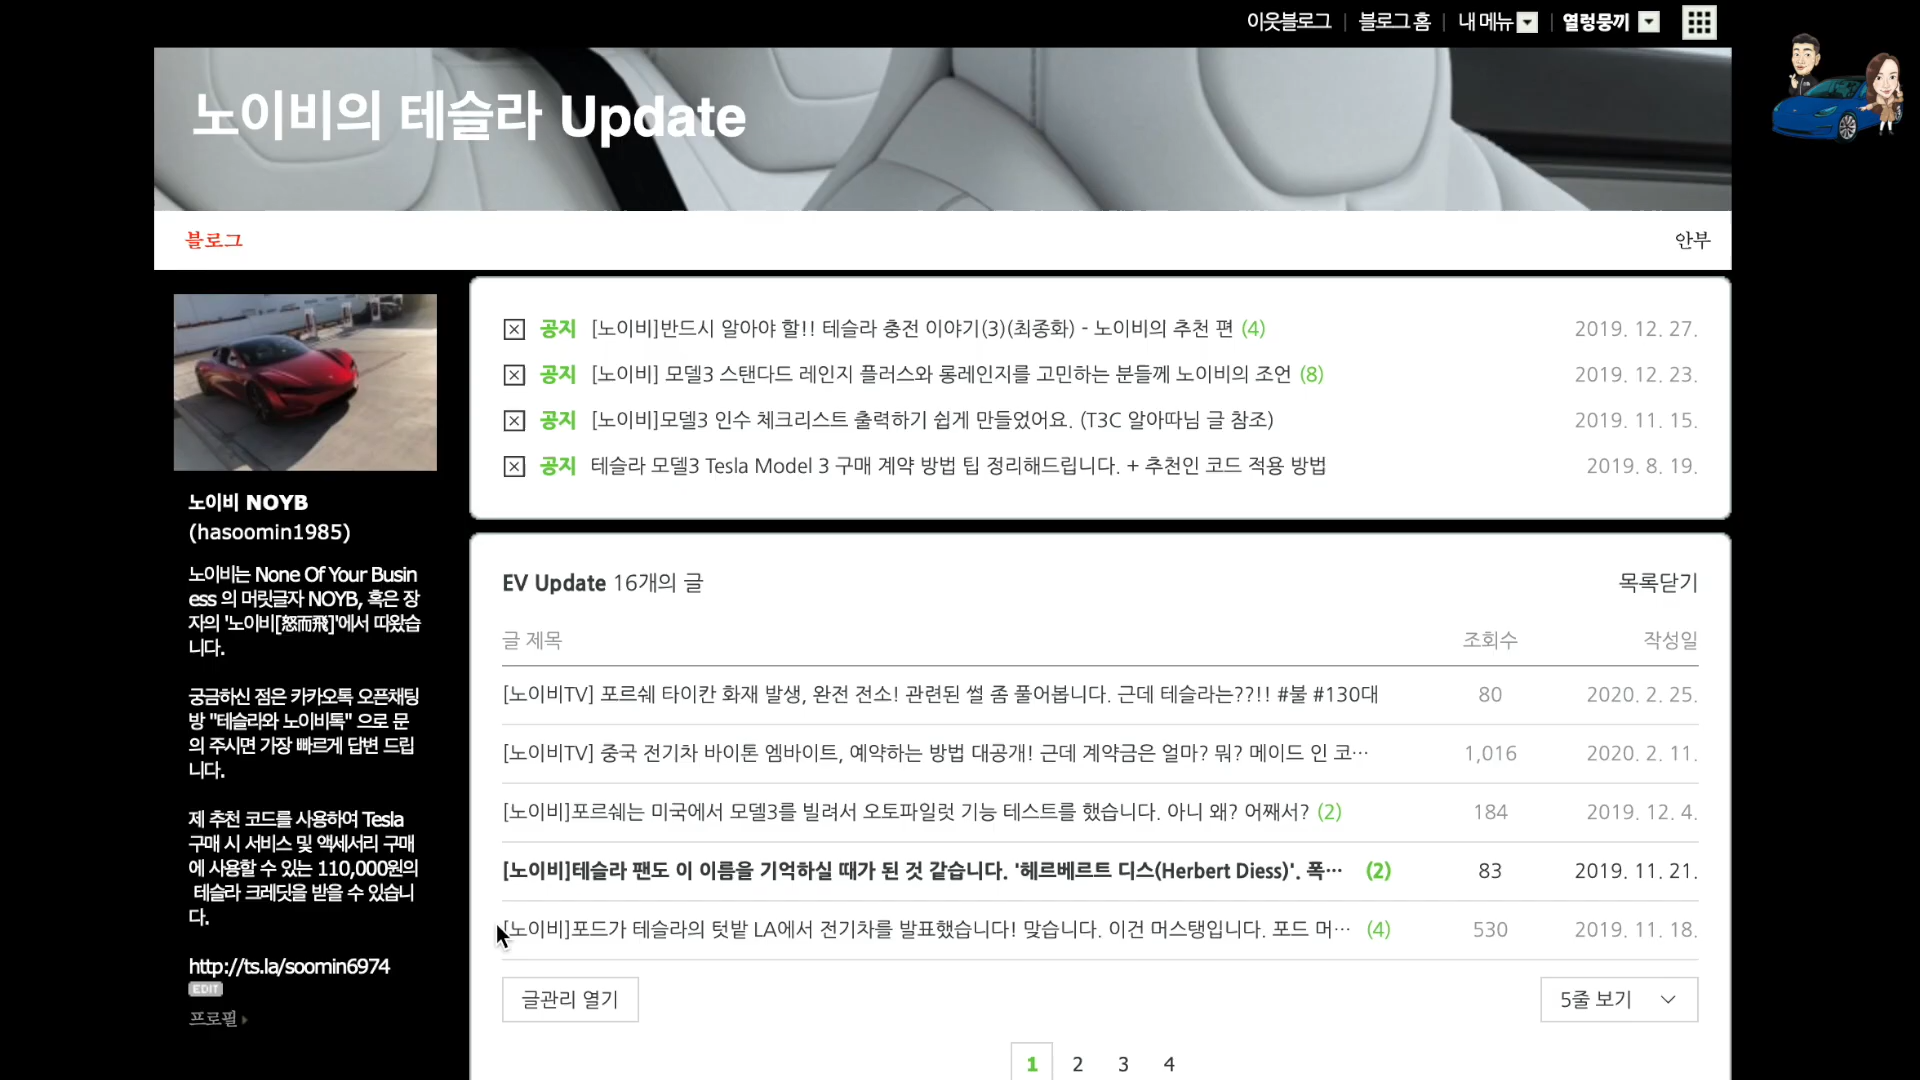 이웃블로그 블로그 홈 내 메뉴 열렁뭉끼
노이비의 테슬라 Update
블로그 안부
공지 [노이비]반드시 알아야 할!! 테슬라 충전 이야기(3)(최종화) - 노이비의 추천 편 (4) 2019. 12. 27.
공지 [노이비] 모델3 스탠다드 레인지 플러스와 롱레인지를 고민하는 분들께 노이비의 조언 (8) 2019. 12. 23.
공지 [노이비]모델3 인수 체크리스트 출력하기 쉽게 만들었어요. (T3C 알아따님 글 참조) 2019. 11. 15.
공지 테슬라 모델3 Tesla Model 3 구매 계약 방법 팁 정리해드립니다. + 추천인 코드 적용 방법 2019. 8. 19.
노이비 NOYB
(hasoomin1985)
노이비는 None Of Your Busin
ess 의 머릿글자 NOYB, 혹은 장
자의 '노이비[怒而飛]'에서 따왔습
니다.
궁금하신 점은 카카오톡 오픈채팅
방 "테슬라와 노이비톡" 으로 문
의 주시면 가장 빠르게 답변 드립
니다.
제 추천 코드를 사용하여 Tesla
구매 시 서비스 및 액세서리 구매
에 사용할 수 있는 110,000원의
테슬라 크레딧을 받을 수 있습니
다.
http://ts.la/soomin6974
EDIT
프로필
EV Update 16개의 글 목록닫기
글 제목 조회수 작성일
[노이비TV] 포르쉐 타이칸 화재 발생, 완전 전소! 관련된 썰 좀 풀어봅니다. 근데 테슬라는??!! #불 #130대 80 2020. 2. 25.
[노이비TV] 중국 전기차 바이톤 엠바이트, 예약하는 방법 대공개! 근데 계약금은 얼마? 뭐? 메이드 인 코… 1,016 2020. 2. 11.
[노이비]포르쉐는 미국에서 모델3를 빌려서 오토파일럿 기능 테스트를 했습니다. 아니 왜? 어째서? (2) 184 2019. 12. 4.
[노이비]테슬라 팬도 이 이름을 기억하실 때가 된 것 같습니다. '헤르베르트 디스(Herbert Diess)'. 폭… (2) 83 2019. 11. 21.
[노이비]포드가 테슬라의 텃밭 LA에서 전기차를 발표했습니다! 맞습니다. 이건 머스탱입니다. 포드 머… (4) 530 2019. 11. 18.
글관리 열기 5줄 보기
1 2 3 4